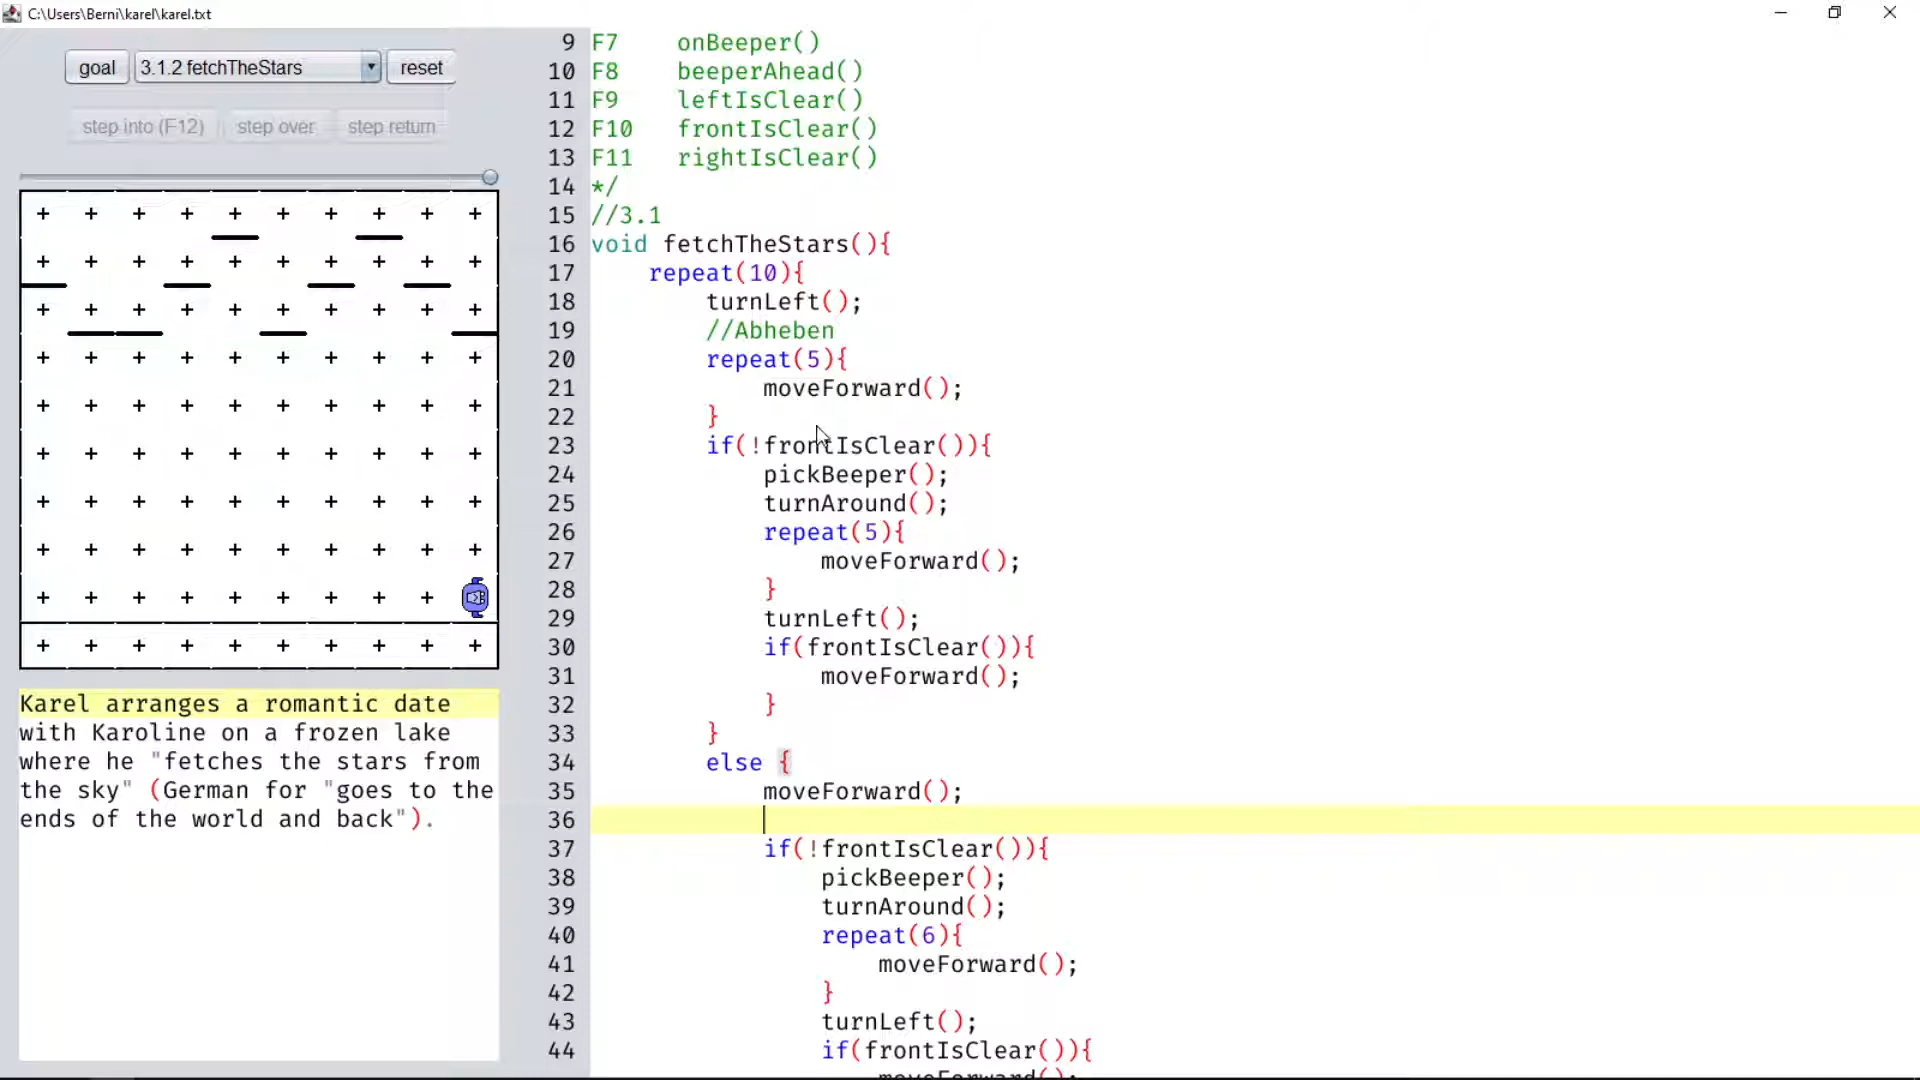 C:\Users\Berni\karel\karel.txt
goal
3.1.2 fetchTheStars
reset
step into (F12)
step over
step return
Karel arranges a romantic date
with Karoline on a frozen lake
where he "fetches the stars from
the sky" (German for "goes to the
ends of the world and back").
9 F7 onBeeper()
10 F8 beeperAhead()
11 F9 leftIsClear()
12 F10 frontIsClear()
13 F11 rightIsClear()
14 */
15 //3.1
16 void fetchTheStars(){
17 repeat(10){
18 turnLeft();
19 //Abheben
20 repeat(5){
21 moveForward();
22 }
23 if(!frontIsClear()){
24 pickBeeper();
25 turnAround();
26 repeat(5){
27 moveForward();
28 }
29 turnLeft();
30 if(frontIsClear()){
31 moveForward();
32 }
33 }
34 else {
35 moveForward();
36
37 if(!frontIsClear()){
38 pickBeeper();
39 turnAround();
40 repeat(6){
41 moveForward();
42 }
43 turnLeft();
44 if(frontIsClear()){